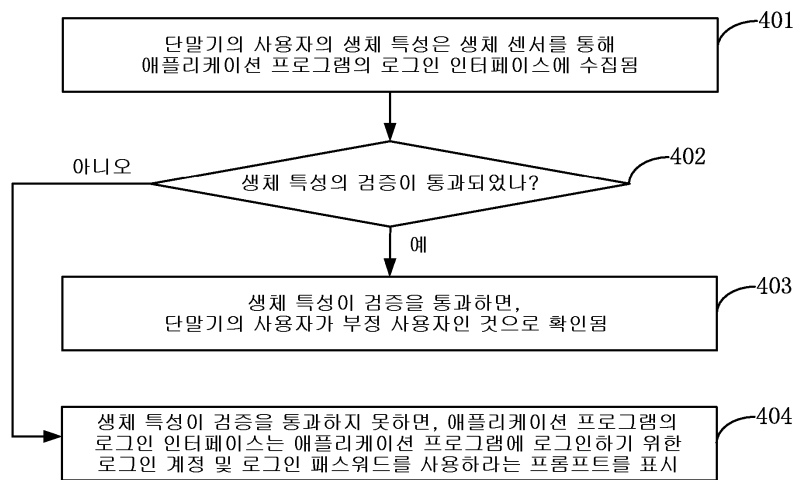 단말기의 사용자의 생체 특성은 생체 센서를 통해
애플리케이션 프로그램의 로그인 인터페이스에 수집됨
401
아니오
생체 특성의 검증이 통과되었나?
402
예
생체 특성이 검증을 통과하면,
단말기의 사용자가 부정 사용자인 것으로 확인됨
403
생체 특성이 검증을 통과하지 못하면, 애플리케이션 프로그램의
로그인 인터페이스는 애플리케이션 프로그램에 로그인하기 위한
로그인 계정 및 로그인 패스워드를 사용하라는 프롬프트를 표시
404